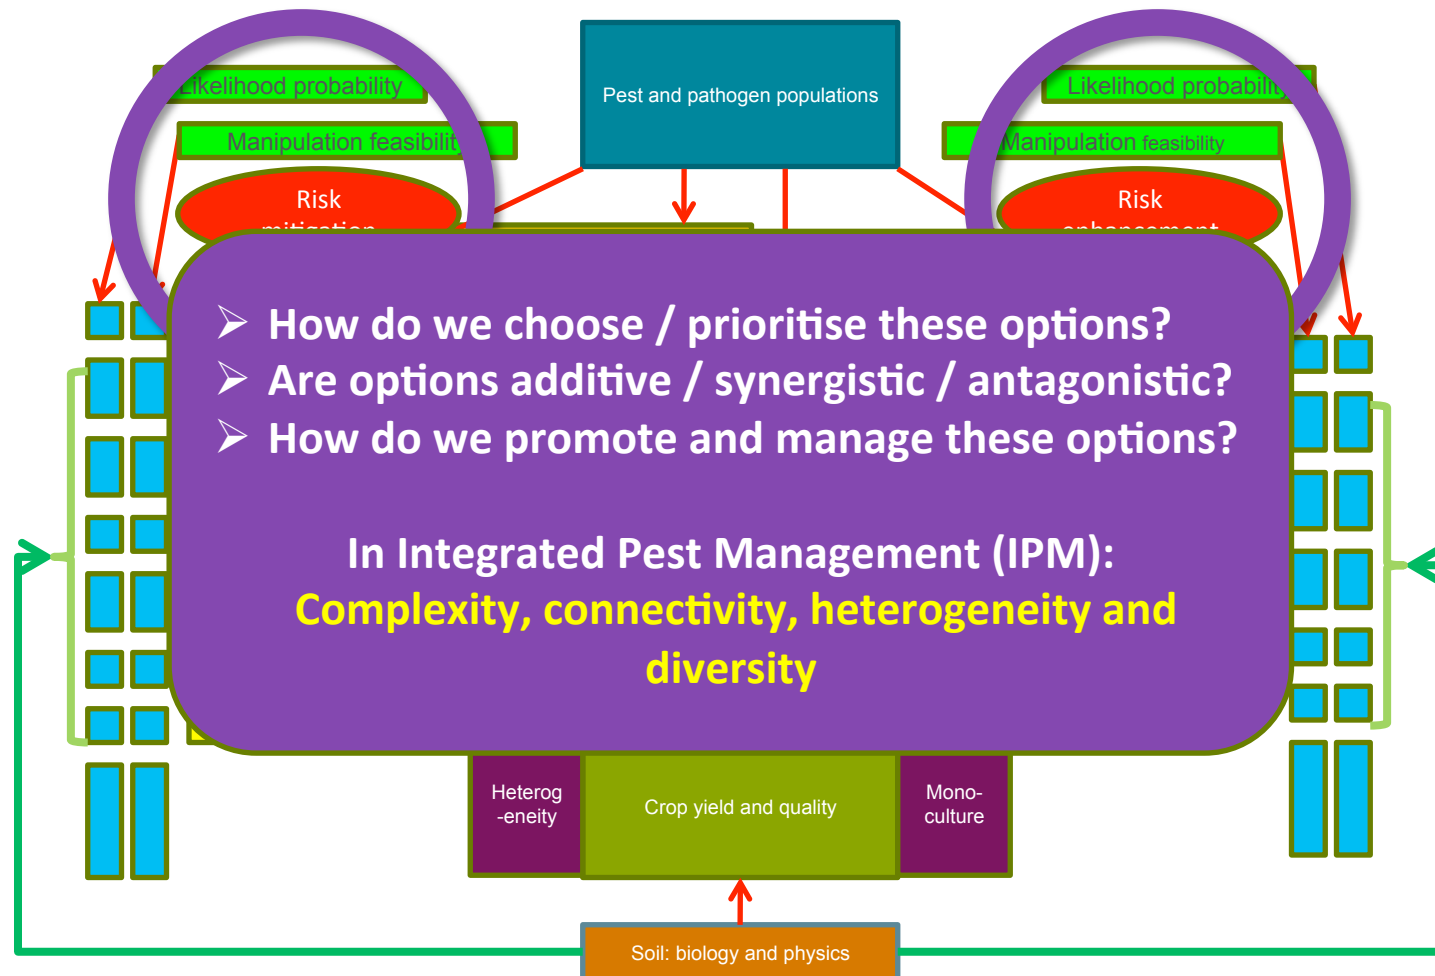 Likelihood probability
Pest and pathogen populations
Likelihood probability
Manipulation feasibility
Manipulation feasibility
Risk
mitigation
Risk
enhancement
➢ How do we choose / prioritise these options?
➢ Are options additive / synergistic / antagonistic?
➢ How do we promote and manage these options?
In Integrated Pest Management (IPM):
Complexity, connectivity, heterogeneity and
diversity
Heterog
-eneity
Crop yield and quality
Mono-
culture
Soil: biology and physics